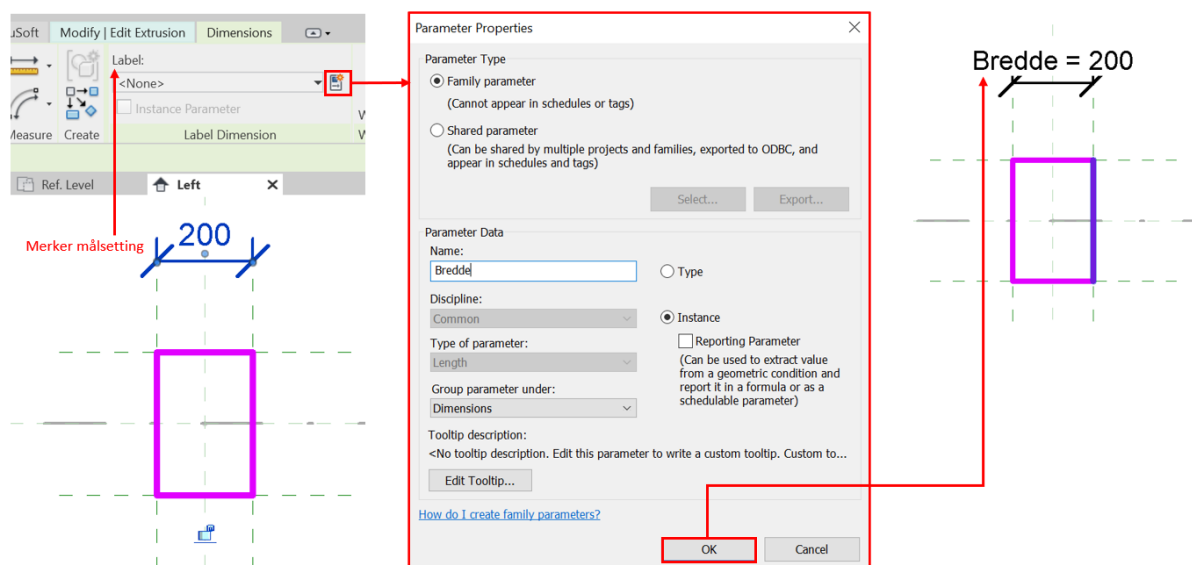 uSoft Modify | Edit Extrusion Dimensions
Label:
<None>
Instance Parameter
Measure Create Label Dimension
Ref. Level Left
Merker målsetting
200
Parameter Properties
Parameter Type
Family parameter
(Cannot appear in schedules or tags)
Shared parameter
(Can be shared by multiple projects and families, exported to ODBC, and
appear in schedules and tags)
Select... Export...
Parameter Data
Name:
Bredde
Type
Discipline:
Common
Instance
Reporting Parameter
Type of parameter:
(Can be used to extract value
from a geometric condition and
report it in a formula or as a
schedulable parameter)
Length
Group parameter under:
Dimensions
Tooltip description:
<No tooltip description. Edit this parameter to write a custom tooltip. Custom to...
Edit Tooltip...
How do I create family parameters?
OK Cancel
Bredde = 200